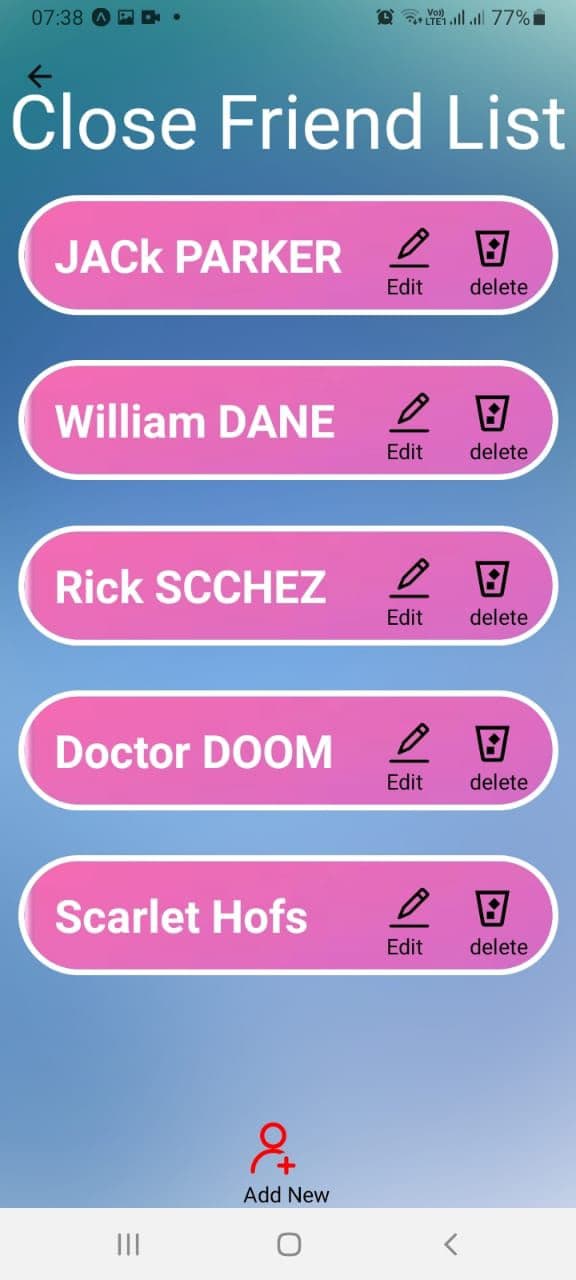 07:38
Vo)) LTE1 77%
Close Friend List
JACk PARKER
Edit delete
William DANE
Edit delete
Rick SCCHEZ
Edit delete
Doctor DOOM
Edit delete
Scarlet Hofs
Edit delete
Add New